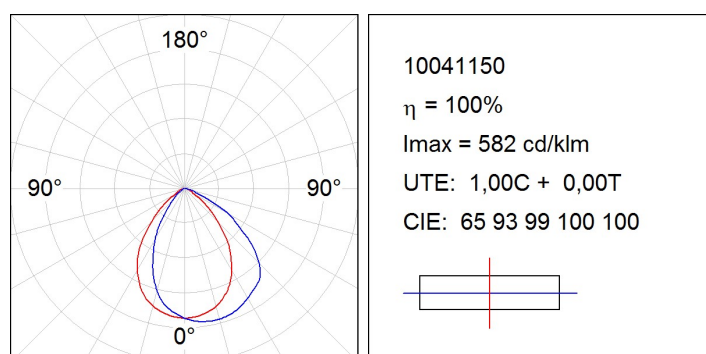 180°
90° 90°
0°
10041150
η = 100%
Imax = 582 cd/klm
UTE: 1,00C + 0,00T
CIE: 65 93 99 100 100